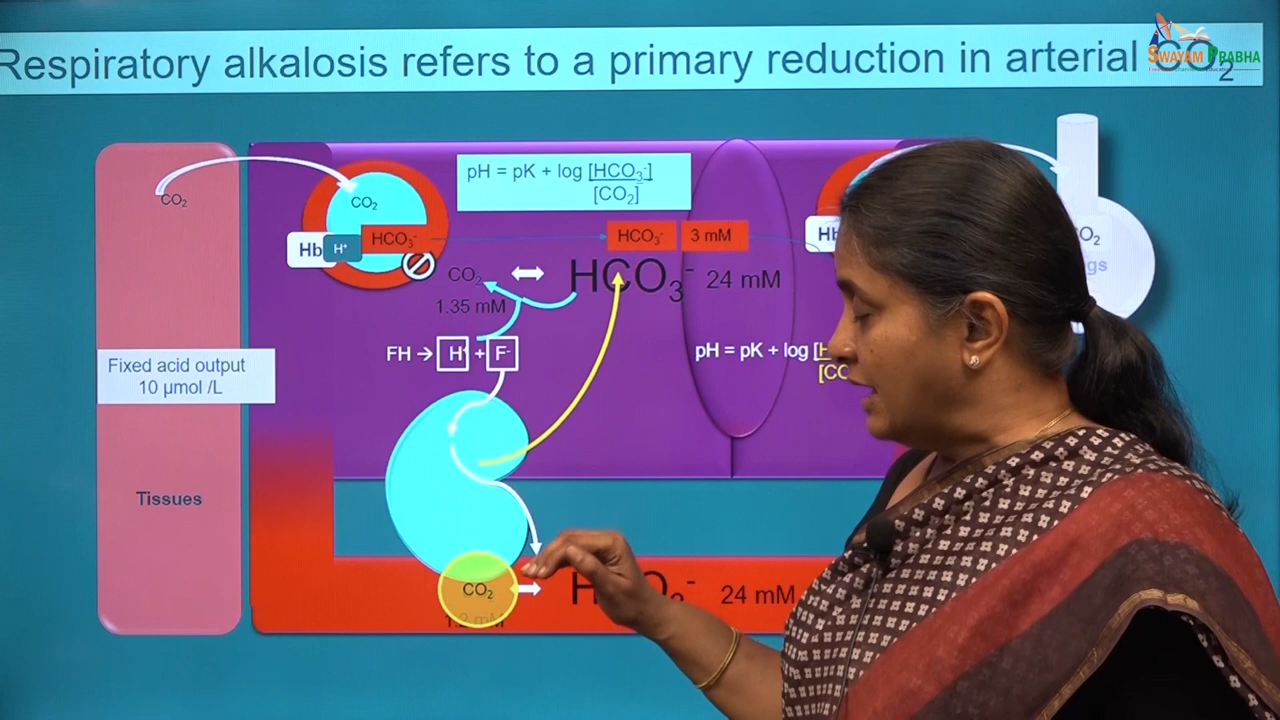 Respiratory alkalosis refers to a primary reduction in arterial CO₂
SWAYAM PRABHA
CO₂
CO₂
pH = pK + log [HCO₃⁻]
[CO₂]
Hb
H⁺
HCO₃⁻
HCO₃⁻
3 mM
Hb
CO₂ ↔ HCO₃⁻ 24 mM
1.35 mM
FH → H + F⁻
pH = pK + log [
Fixed acid output
10 µmol /L
Tissues
CO₂
24 mM